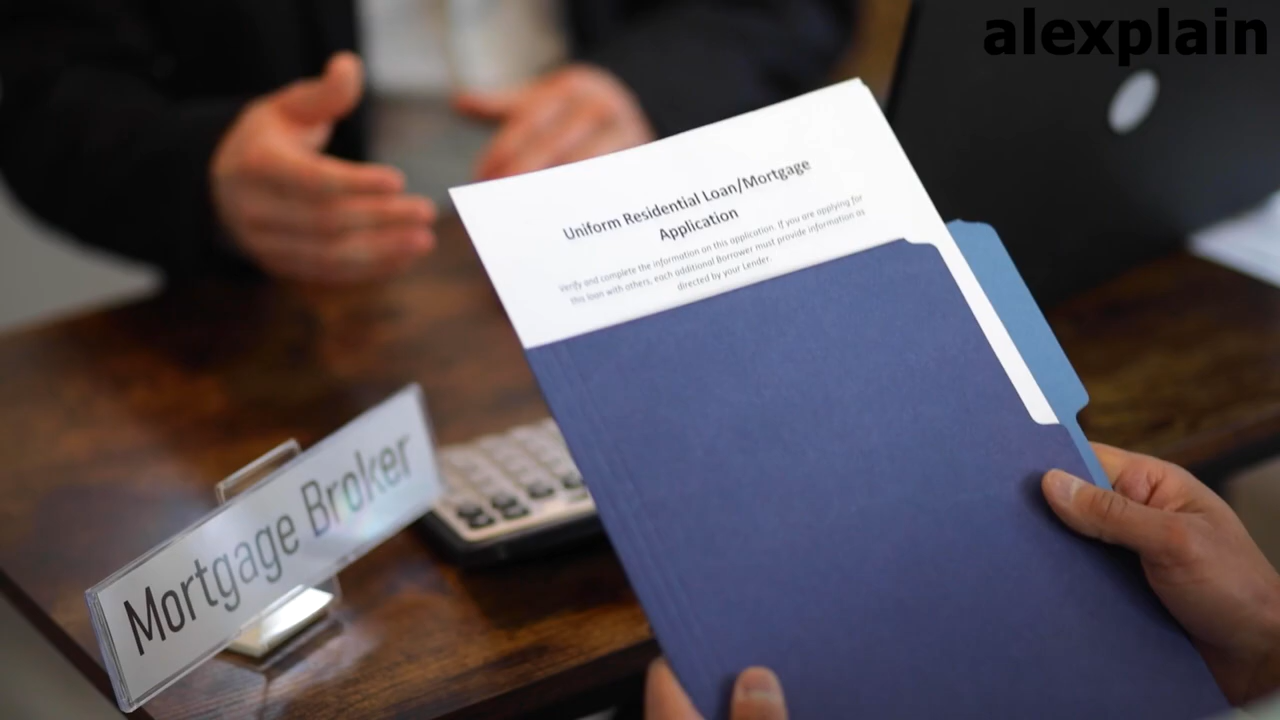 alexplain
Uniform Residential Loan/Mortgage
Application
Verify and complete the information on this application. If you are applying for
this loan with others, each additional Borrower must provide information as
directed by your Lender.
Mortgage Broker